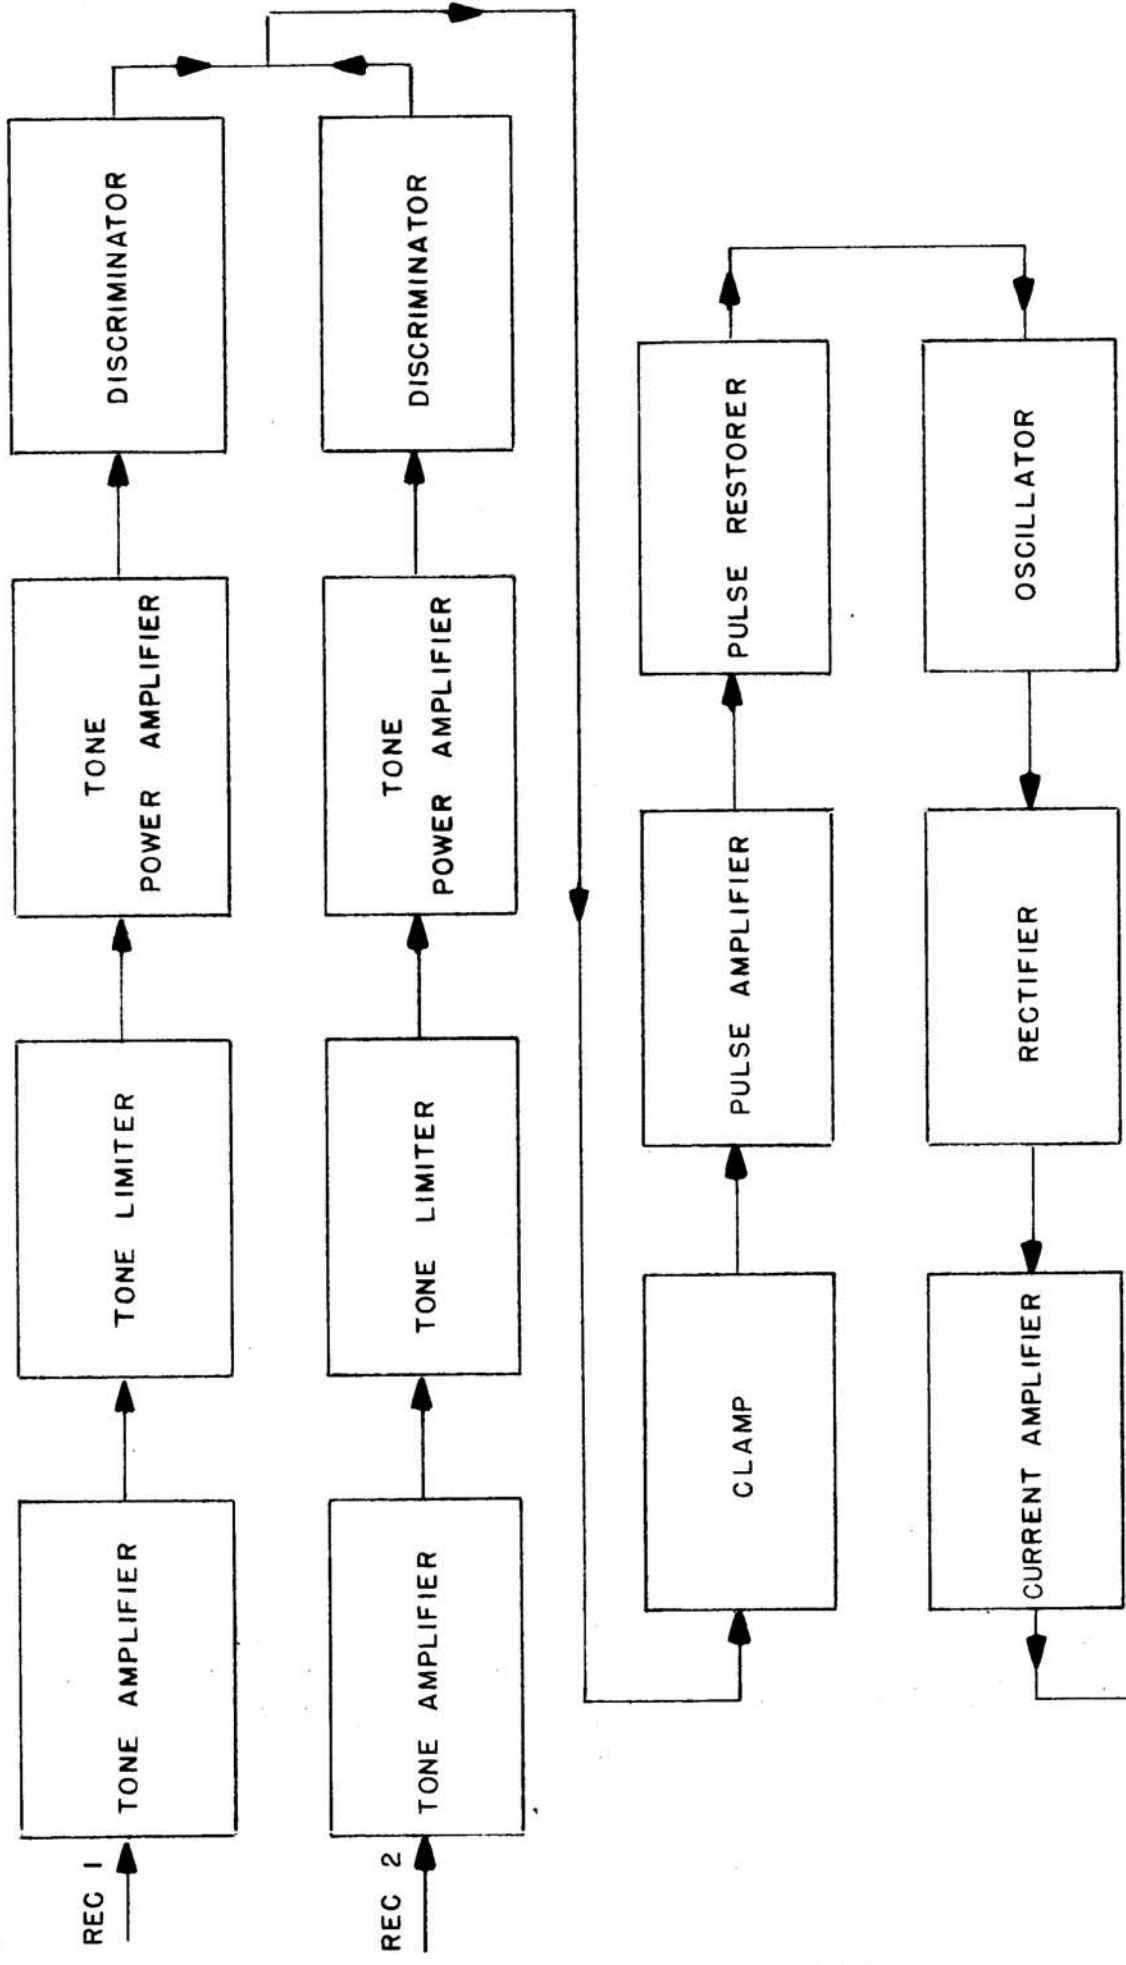 REC 1
TONE AMPLIFIER
TONE LIMITER
TONE
POWER AMPLIFIER
DISCRIMINATOR
REC 2
TONE AMPLIFIER
TONE LIMITER
TONE
POWER AMPLIFIER
DISCRIMINATOR
CLAMP
PULSE AMPLIFIER
PULSE RESTORER
CURRENT AMPLIFIER
RECTIFIER
OSCILLATOR